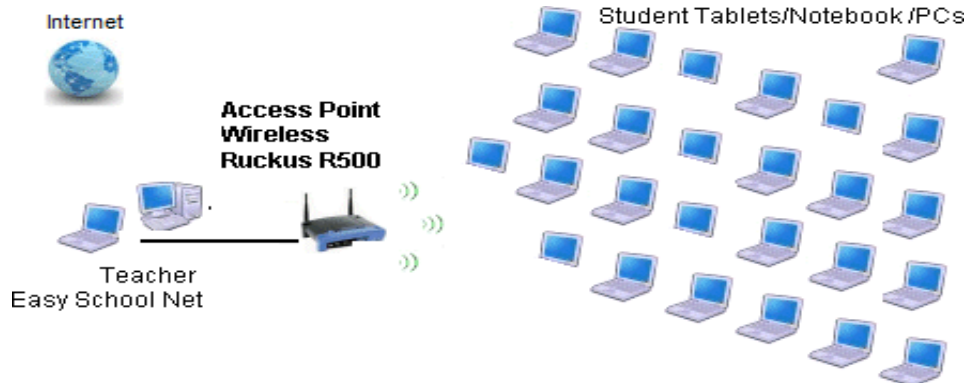 Internet
Student Tablets/Notebook /PCs
Access Point
Wireless
Ruckus R500
Teacher
Easy School Net